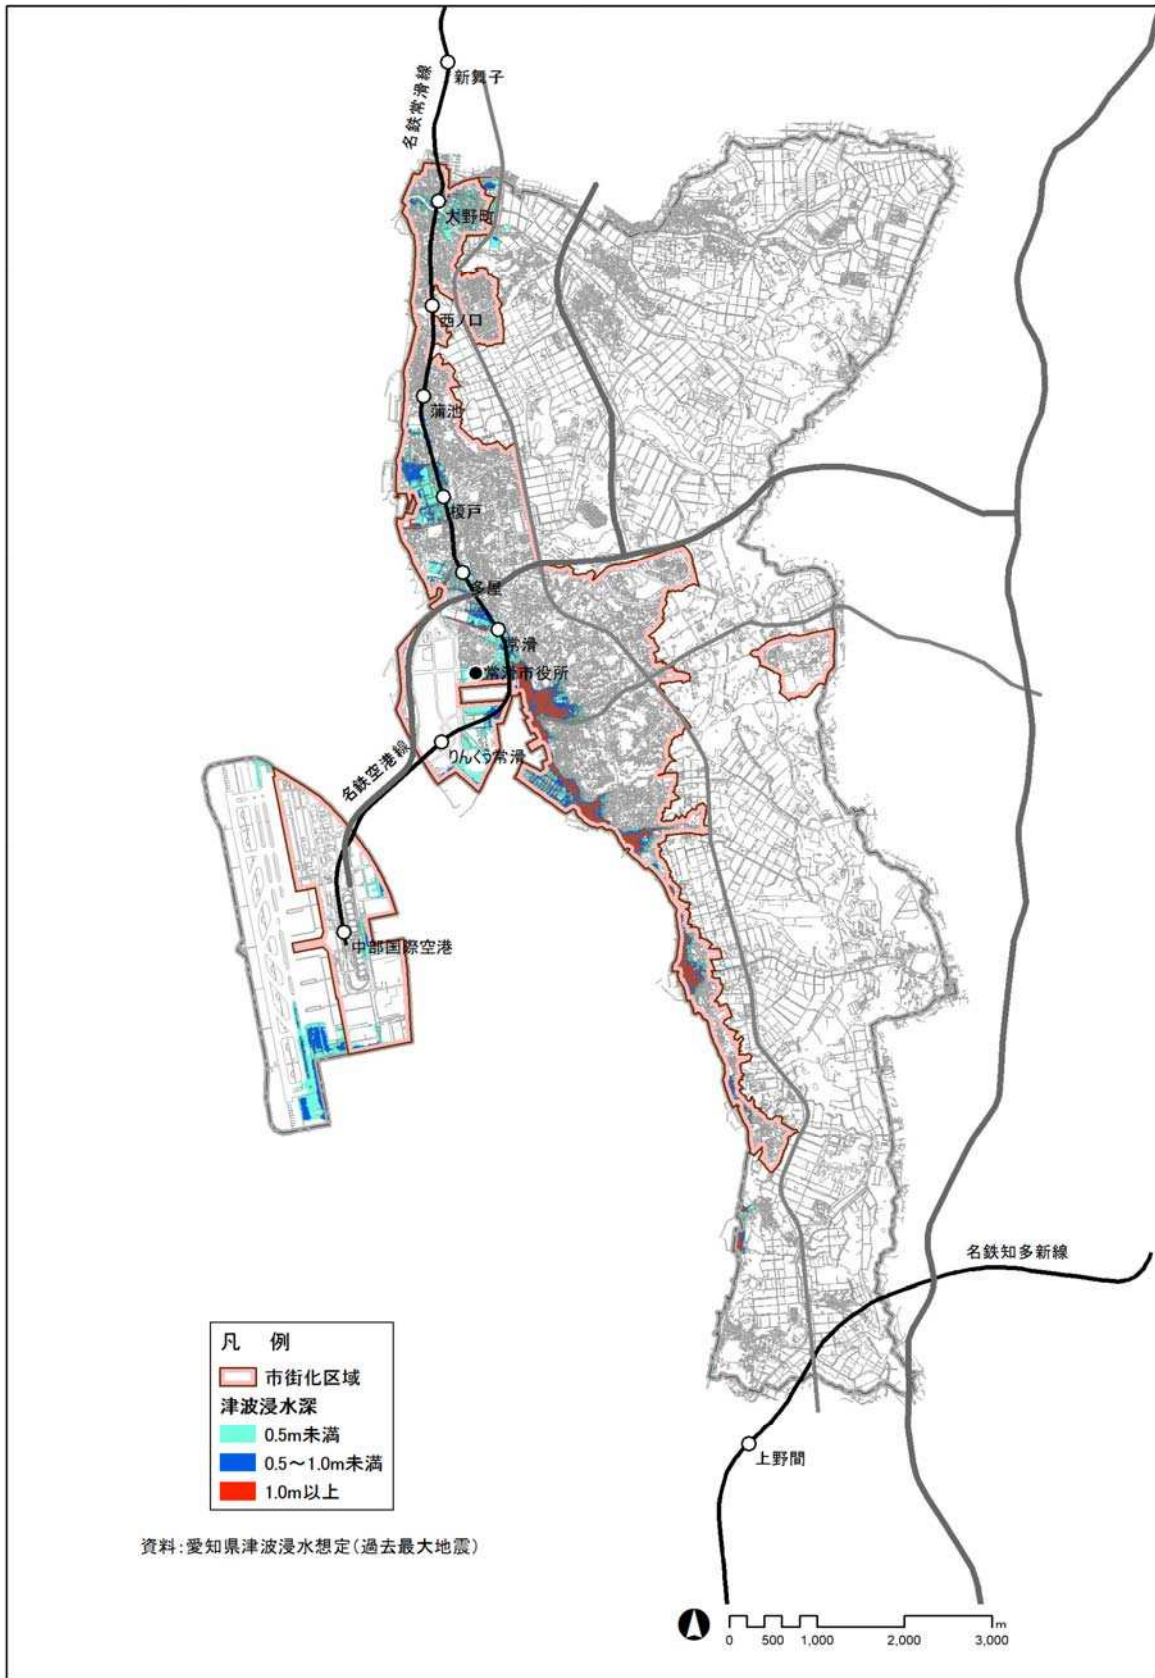 新舞子
名鉄常滑線
大野町
西ノ口
蒲池
榎戸
多屋
常滑
常滑市役所
りんくう常滑
名鉄空港線
中部国際空港
名鉄知多新線
上野間
凡 例
市街化区域
津波浸水深
0.5m未満
0.5～1.0m未満
1.0m以上
資料:愛知県津波浸水想定(過去最大地震)
m
0 500 1,000 2,000 3,000